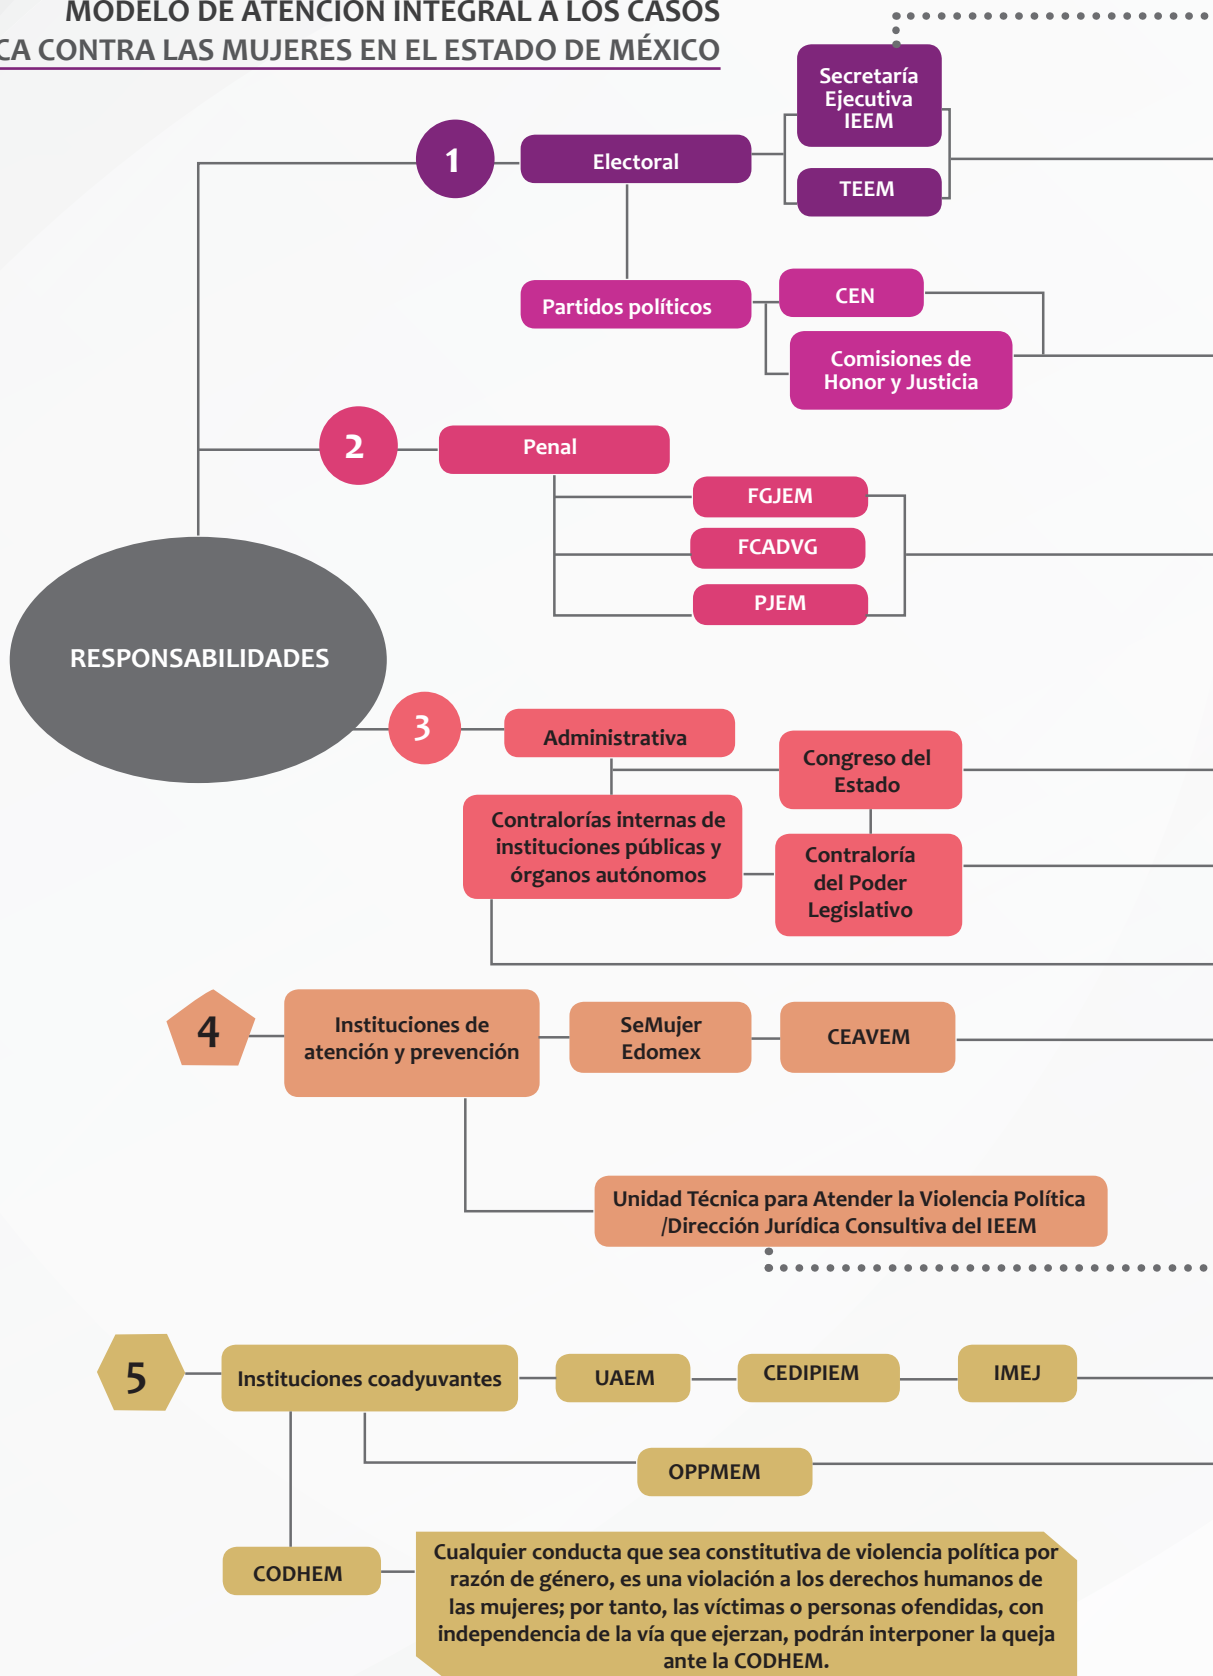 MODELO DE ATENCIÓN INTEGRAL A LOS CASOS
CA CONTRA LAS MUJERES EN EL ESTADO DE MÉXICO
Secretaría
Ejecutiva
IEEM
1
Electoral
TEEM
Partidos políticos
CEN
Comisiones de
Honor y Justicia
2
Penal
FGJEM
FCADVG
PJEM
RESPONSABILIDADES
3
Administrativa
Congreso del
Estado
Contralorías internas de
instituciones públicas y
órganos autónomos
Contraloría
del Poder
Legislativo
4
Instituciones de
atención y prevención
SeMujer
Edomex
CEAVEM
Unidad Técnica para Atender la Violencia Política
/Dirección Jurídica Consultiva del IEEM
5
Instituciones coadyuvantes
UAEM
CEDIPIEM
IMEJ
OPPMEM
CODHEM
Cualquier conducta que sea constitutiva de violencia política por
razón de género, es una violación a los derechos humanos de
las mujeres; por tanto, las víctimas o personas ofendidas, con
independencia de la vía que ejerzan, podrán interponer la queja
ante la CODHEM.